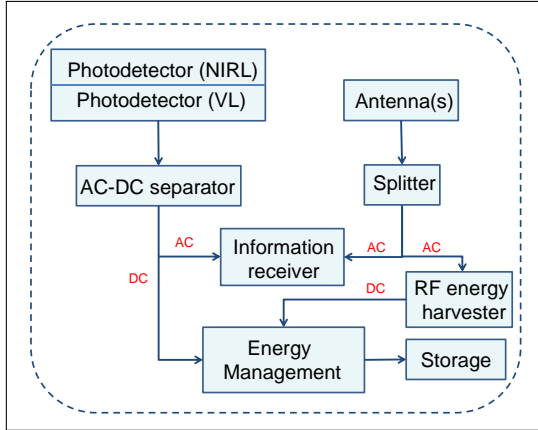 Photodetector (NIRL)
Photodetector (VL)
Antenna(s)
AC-DC separator
Splitter
AC
Information
receiver
AC
AC
DC
DC
RF energy
harvester
Energy
Management
Storage